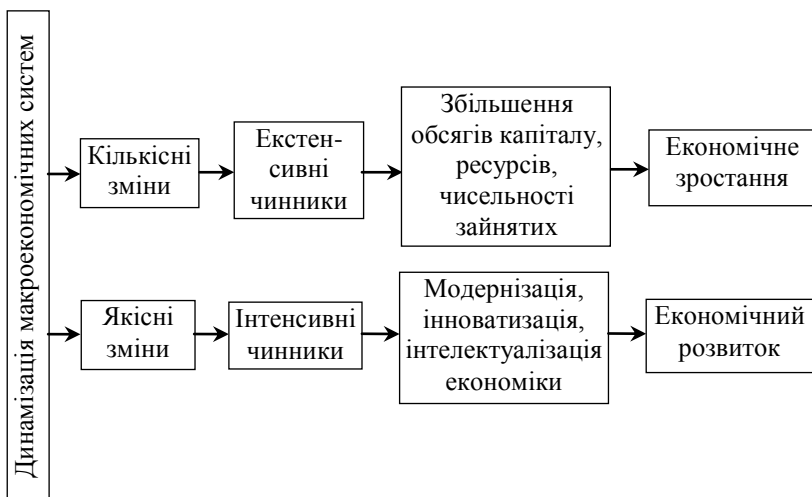 Динамізація макроекономічних систем
Кількісні
зміни
Екстен-
сивні
чинники
Збільшення
обсягів капіталу,
ресурсів,
чисельності
зайнятих
Економічне
зростання
Якісні
зміни
Інтенсивні
чинники
Модернізація,
інноватизація,
інтелектуалізація
економіки
Економічний
розвиток